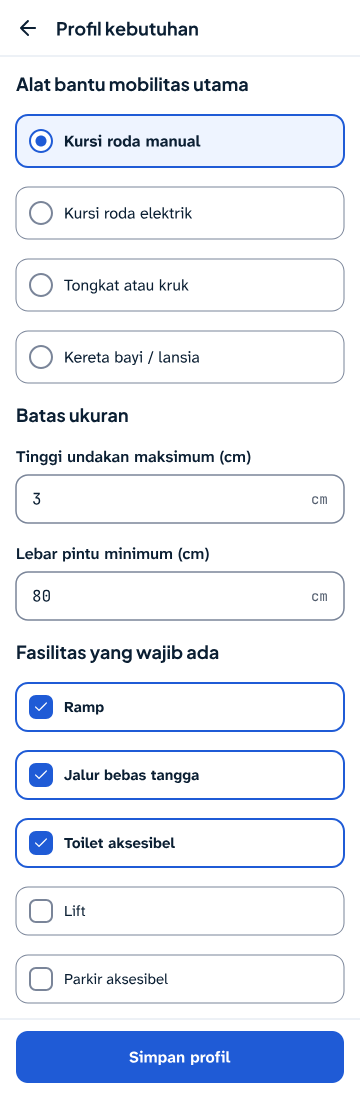 Profil kebutuhan
Alat bantu mobilitas utama
Kursi roda manual
Kursi roda elektrik
Tongkat atau kruk
Kereta bayi / lansia
Batas ukuran
Tinggi undakan maksimum (cm)
3 cm
Lebar pintu minimum (cm)
80 cm
Fasilitas yang wajib ada
Ramp
Jalur bebas tangga
Toilet aksesibel
Lift
Parkir aksesibel
Simpan profil